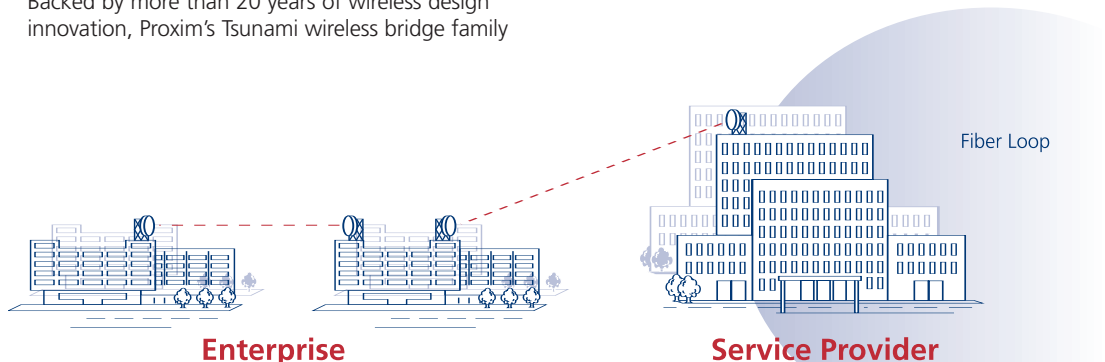 Backed by more than 20 years of wireless design
innovation, Proxim’s Tsunami wireless bridge family
Fiber Loop
Enterprise
Service Provider